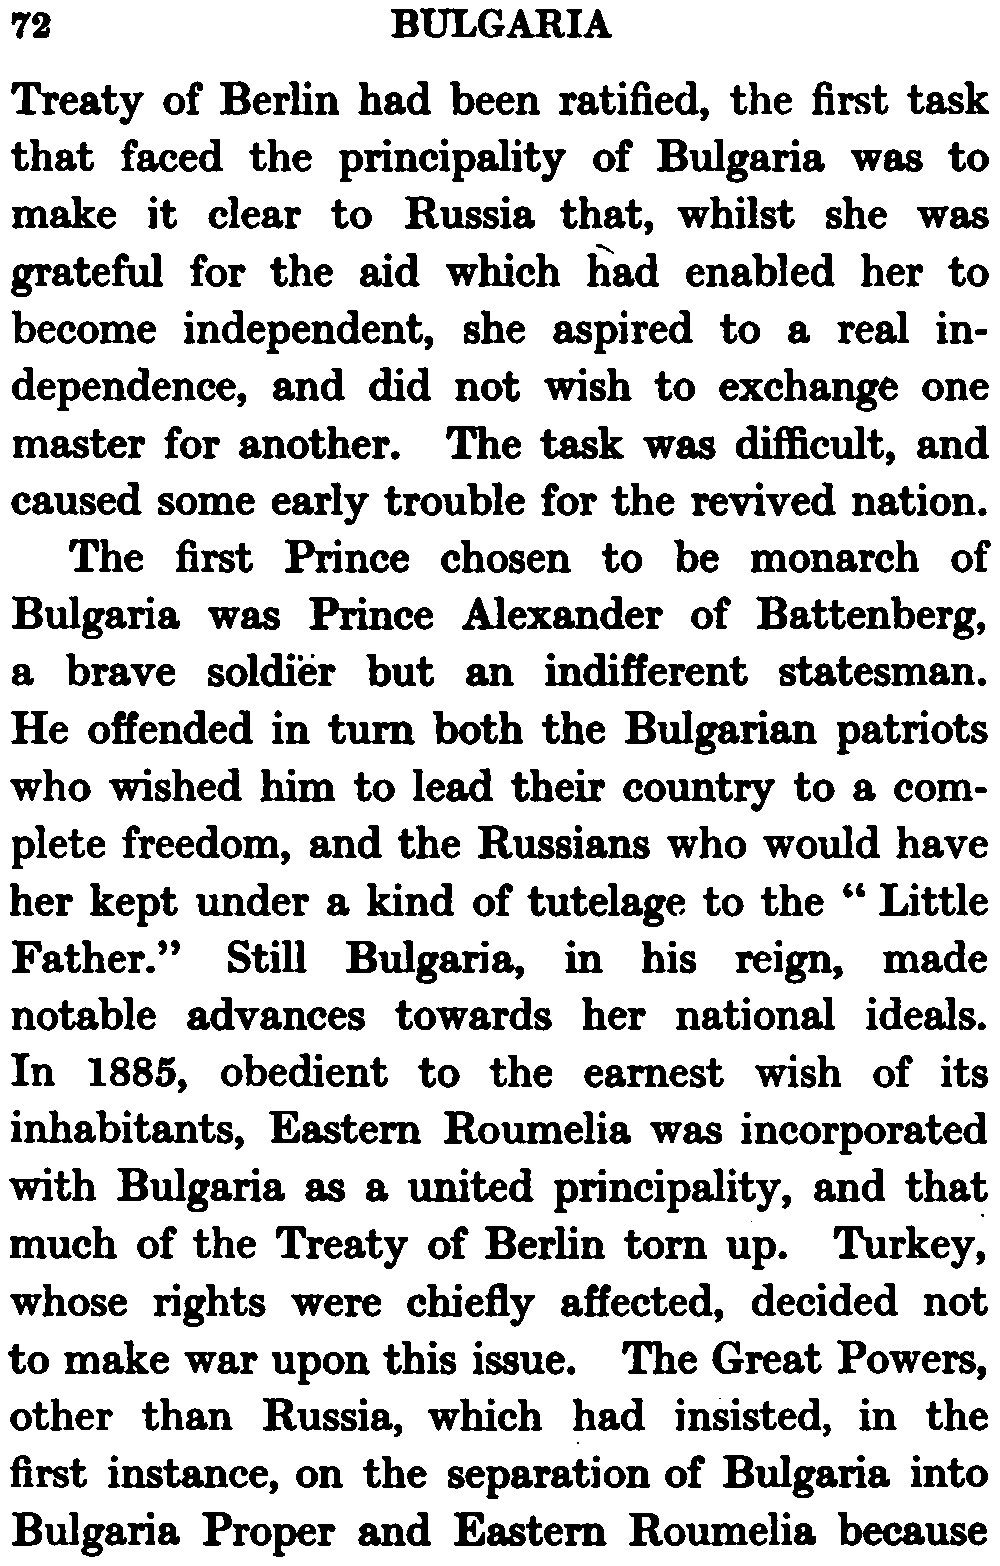 72 BULGARIA
Treaty of Berlin had been ratified, the first task
that faced the principality of Bulgaria was to
make it clear to Russia that, whilst she was
grateful for the aid which had enabled her to
become independent, she aspired to a real in-
dependence, and did not wish to exchange one
master for another. The task was difficult, and
caused some early trouble for the revived nation.
The first Prince chosen to be monarch of
Bulgaria was Prince Alexander of Battenberg,
a brave soldier but an indifferent statesman.
He offended in turn both the Bulgarian patriots
who wished him to lead their country to a com-
plete freedom, and the Russians who would have
her kept under a kind of tutelage to the “ Little
Father.” Still Bulgaria, in his reign, made
notable advances towards her national ideals.
In 1885, obedient to the earnest wish of its
inhabitants, Eastern Roumelia was incorporated
with Bulgaria as a united principality, and that
much of the Treaty of Berlin torn up. Turkey,
whose rights were chiefly affected, decided not
to make war upon this issue. The Great Powers,
other than Russia, which had insisted, in the
first instance, on the separation of Bulgaria into
Bulgaria Proper and Eastern Roumelia because